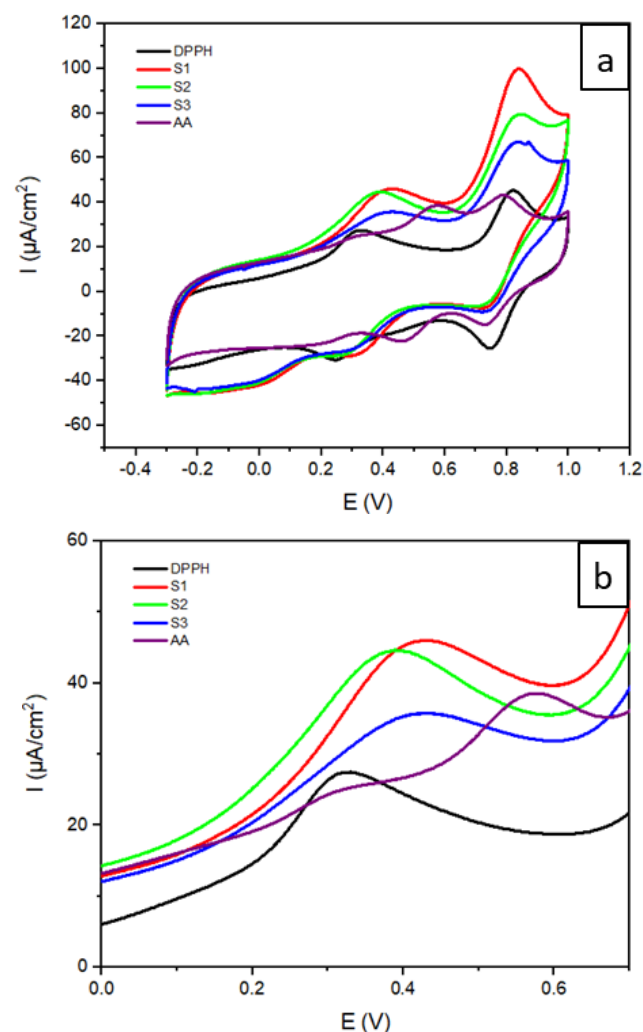 a
DPPH
S1
S2
S3
AA
120
100
80
60
40
20
0
-20
-40
-60
I (µA/cm²)
-0.4 -0.2 0.0 0.2 0.4 0.6 0.8 1.0 1.2
E (V)
b
DPPH
S1
S2
S3
AA
60
40
20
0
I (µA/cm²)
0.0 0.2 0.4 0.6
E (V)